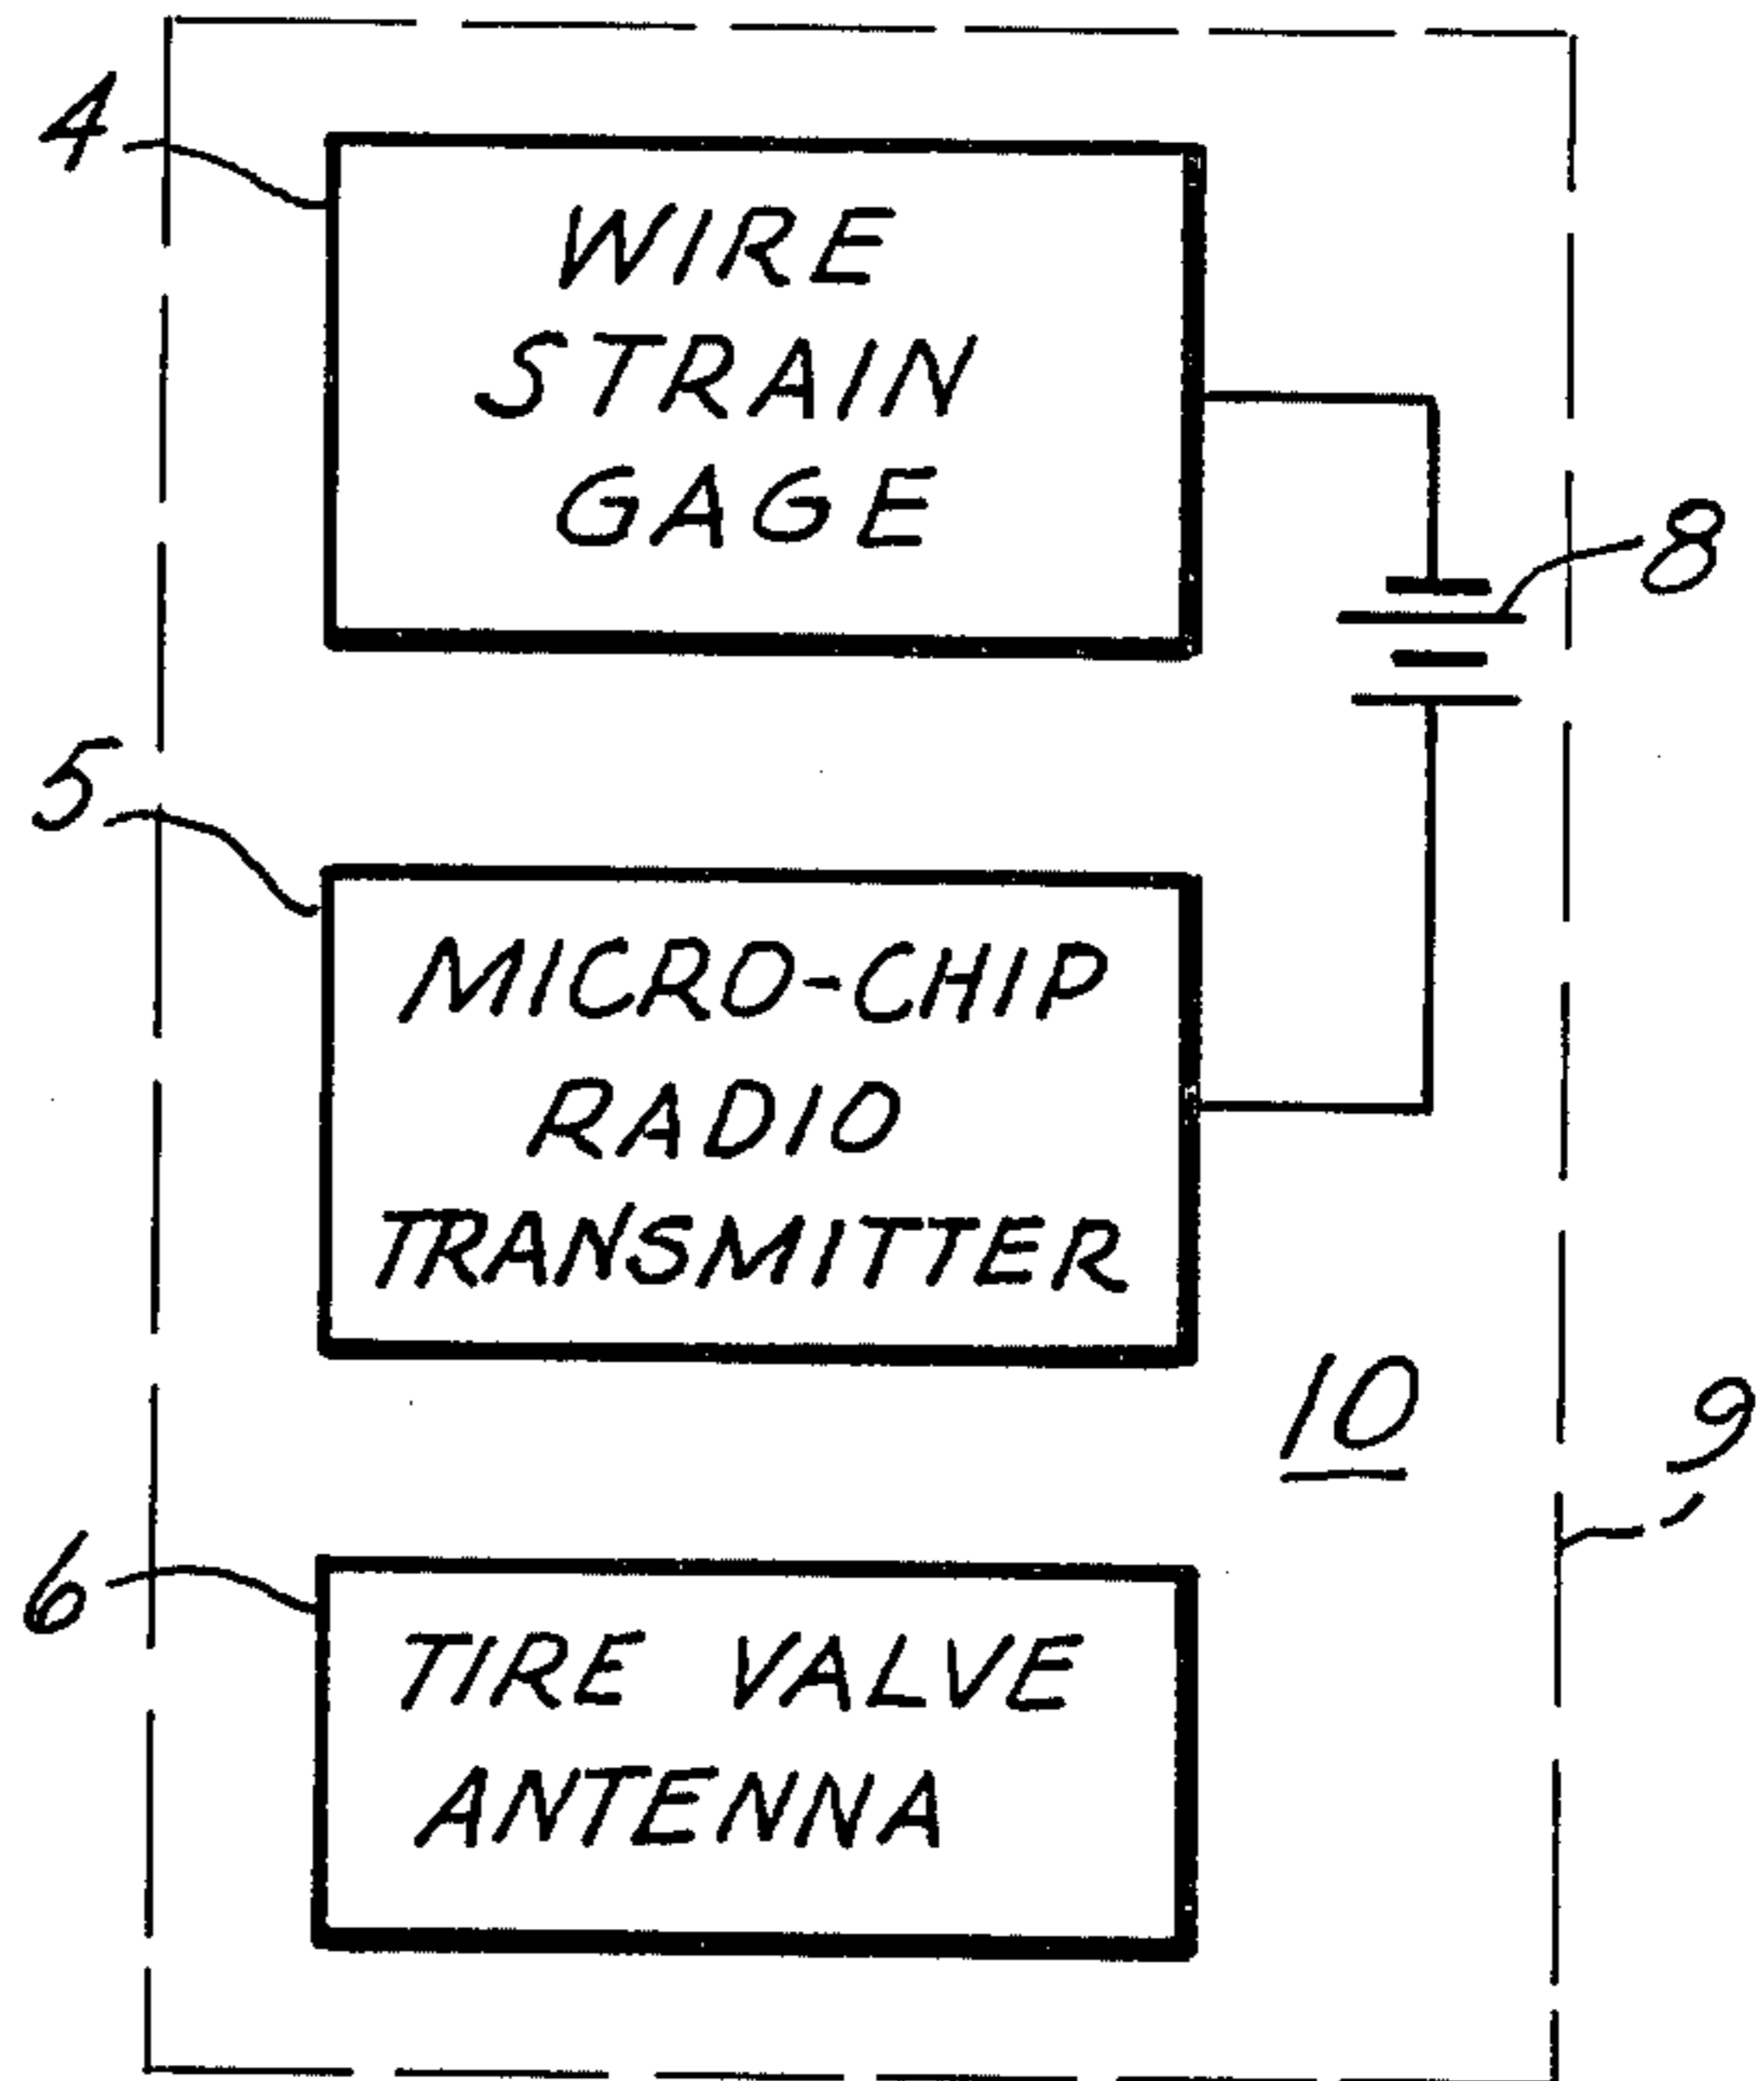 4
WIRE
STRAIN
GAGE
8
5
MICRO-CHIP
RADIO
TRANSMITTER
10
9
6
TIRE VALVE
ANTENNA